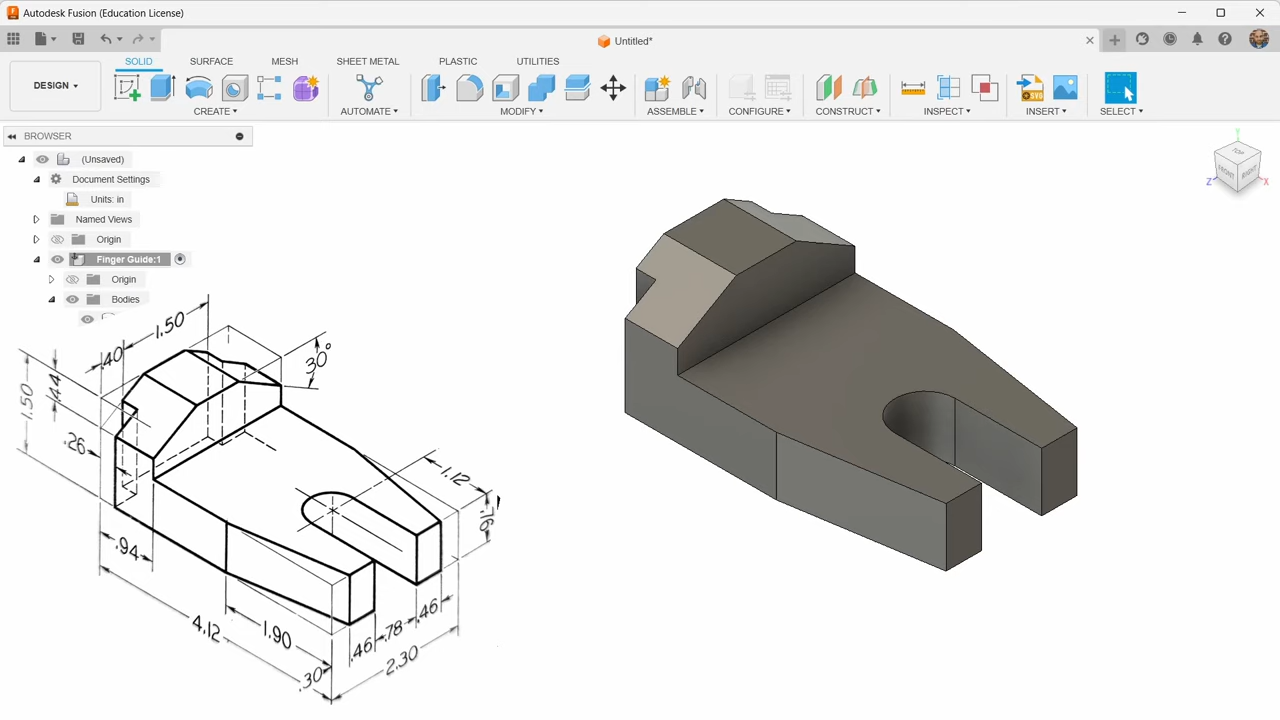 Autodesk Fusion (Education License)
Untitled*
SOLID SURFACE MESH SHEET METAL PLASTIC UTILITIES
DESIGN
CREATE AUTOMATE MODIFY ASSEMBLE CONFIGURE CONSTRUCT INSPECT INSERT SELECT
BROWSER
(Unsaved)
Document Settings
Units: in
Named Views
Origin
Finger Guide:1
Origin
Bodies
TOP
FRONT
RIGHT
Y
Z
X
1.50
.40
30°
.44
1.50
.26
1.12
.76
.94
4.12
1.90
.46
.78
.46
.30
2.30